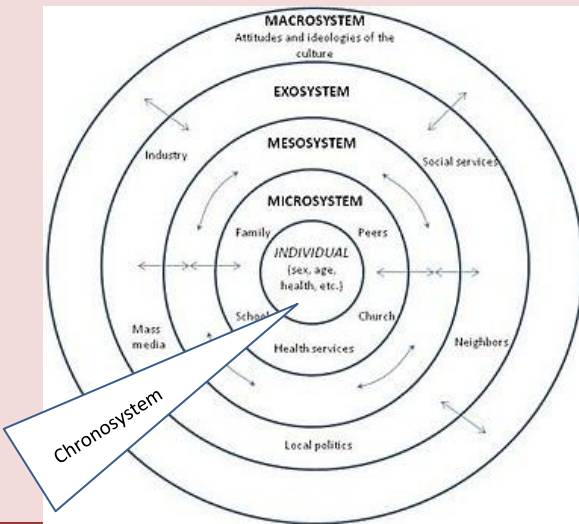 MACROSYSTEM
Attitudes and ideologies of the
culture
EXOSYSTEM
MESOSYSTEM
Industry
Social services
MICROSYSTEM
Family
Peers
INDIVIDUAL
(sex, age,
health, etc.)
School
Church
Mass
media
Health services
Neighbors
Chronosystem
Local politics